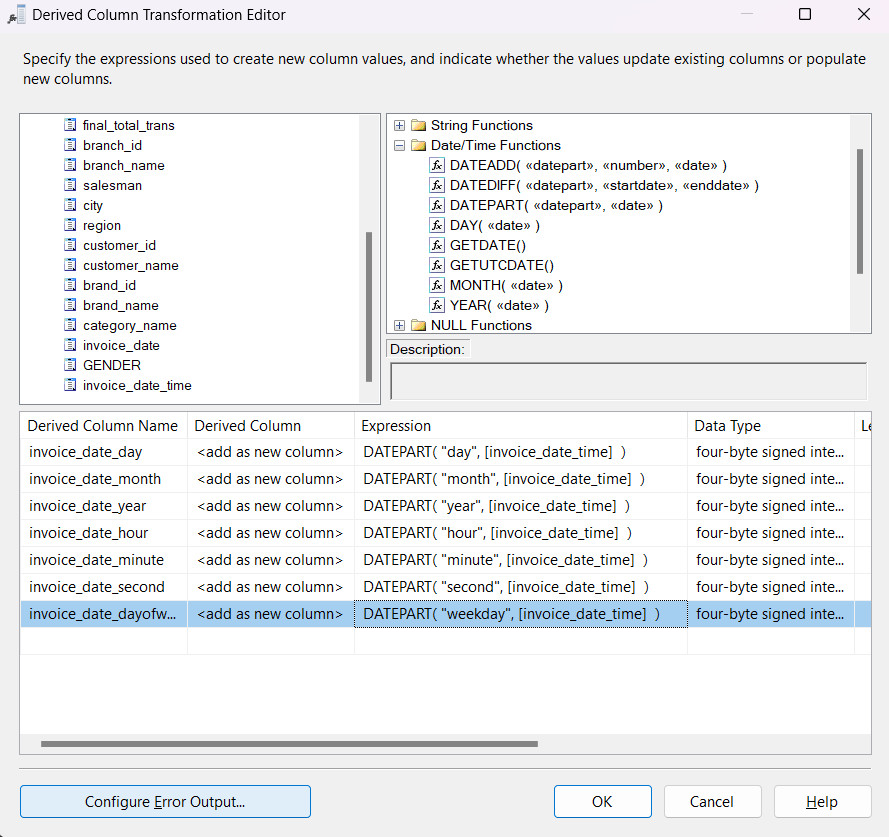 Derived Column Transformation Editor
Specify the expressions used to create new column values, and indicate whether the values update existing columns or populate
new columns.
final_total_trans
branch_id
branch_name
salesman
city
region
customer_id
customer_name
brand_id
brand_name
category_name
invoice_date
GENDER
invoice_date_time
String Functions
Date/Time Functions
DATEADD( «datepart», «number», «date» )
DATEDIFF( «datepart», «startdate», «enddate» )
DATEPART( «datepart», «date» )
DAY( «date» )
GETDATE()
GETUTCDATE()
MONTH( «date» )
YEAR( «date» )
NULL Functions
Description:
Derived Column Name Derived Column Expression Data Type Le
invoice_date_day <add as new column> DATEPART( "day", [invoice_date_time] ) four-byte signed inte...
invoice_date_month <add as new column> DATEPART( "month", [invoice_date_time] ) four-byte signed inte...
invoice_date_year <add as new column> DATEPART( "year", [invoice_date_time] ) four-byte signed inte...
invoice_date_hour <add as new column> DATEPART( "hour", [invoice_date_time] ) four-byte signed inte...
invoice_date_minute <add as new column> DATEPART( "minute", [invoice_date_time] ) four-byte signed inte...
invoice_date_second <add as new column> DATEPART( "second", [invoice_date_time] ) four-byte signed inte...
invoice_date_dayofw... <add as new column> DATEPART( "weekday", [invoice_date_time] ) four-byte signed inte...
Configure Error Output... OK Cancel Help